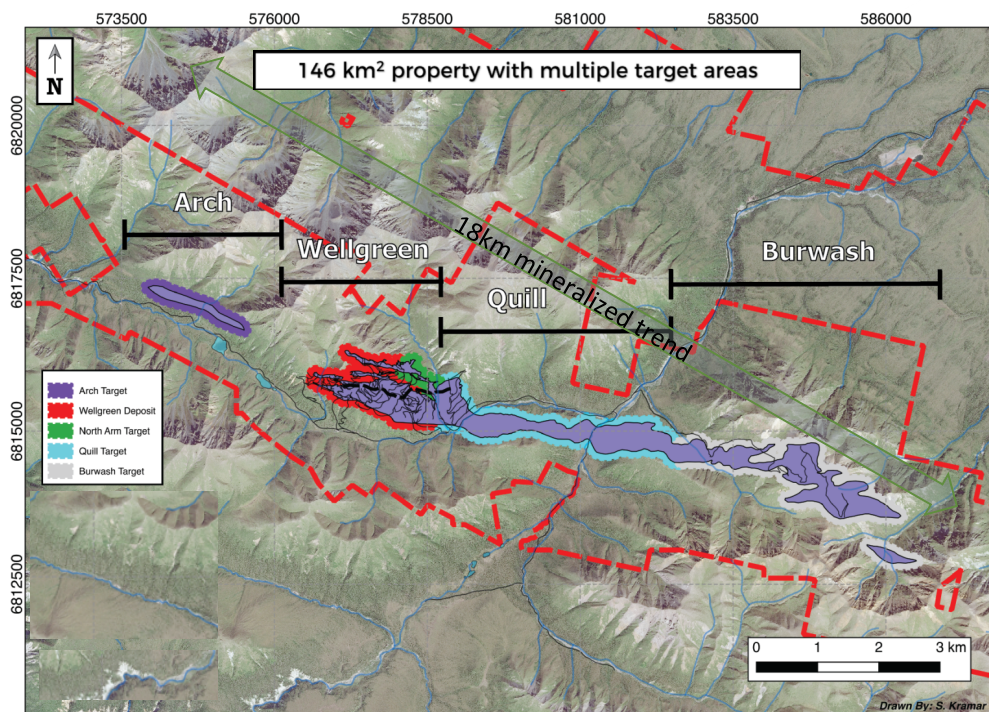 573500 576000 578500 581000 583500 586000
N
146 km² property with multiple target areas
6820000
Arch
18km mineralized trend
Wellgreen
Burwash
6817500
Quill
Arch Target
Wellgreen Deposit
North Arm Target
Quill Target
Burwash Target
6815000
6812500
0 1 2 3 km
Drawn By: S. Kramar